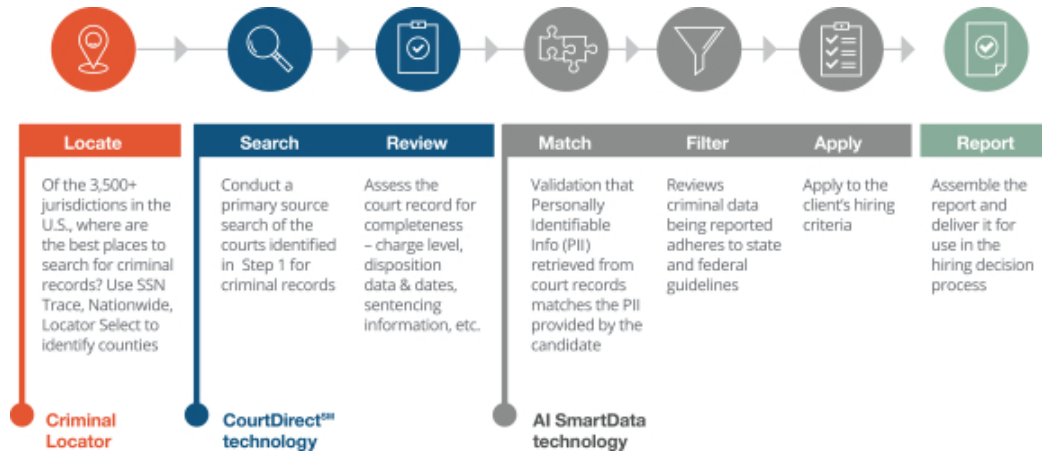 Locate
Of the 3,500+
jurisdictions in the
U.S., where are
the best places to
search for criminal
records? Use SSN
Trace, Nationwide,
Locator Select to
identify counties
Criminal
Locator
Search
Conduct a
primary source
search of the
courts identified
in Step 1 for
criminal records
Review
Assess the
court record for
completeness
– charge level,
disposition
data & dates,
sentencing
information, etc.
CourtDirect℠
technology
Match
Validation that
Personally
Identifiable
Info (PII)
retrieved from
court records
matches the PII
provided by the
candidate
Filter
Reviews
criminal data
being reported
adheres to state
and federal
guidelines
Apply
Apply to the
client’s hiring
criteria
AI SmartData
technology
Report
Assemble the
report and
deliver it for
use in the
hiring decision
process